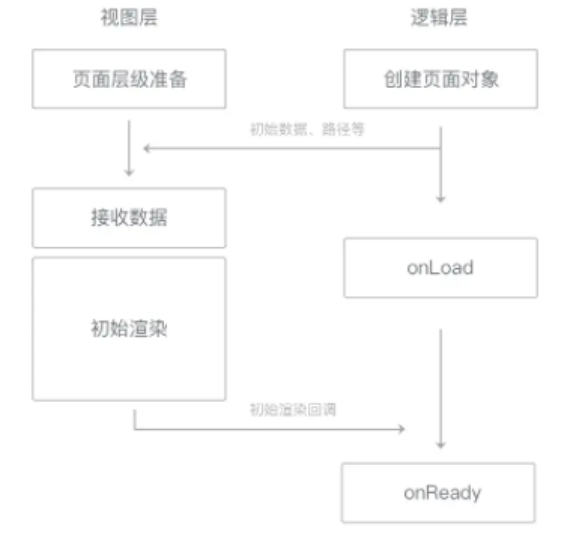 视图层
逻辑层
页面层级准备
创建页面对象
初始数据、路径等
接收数据
onLoad
初始渲染
初始渲染回调
onReady